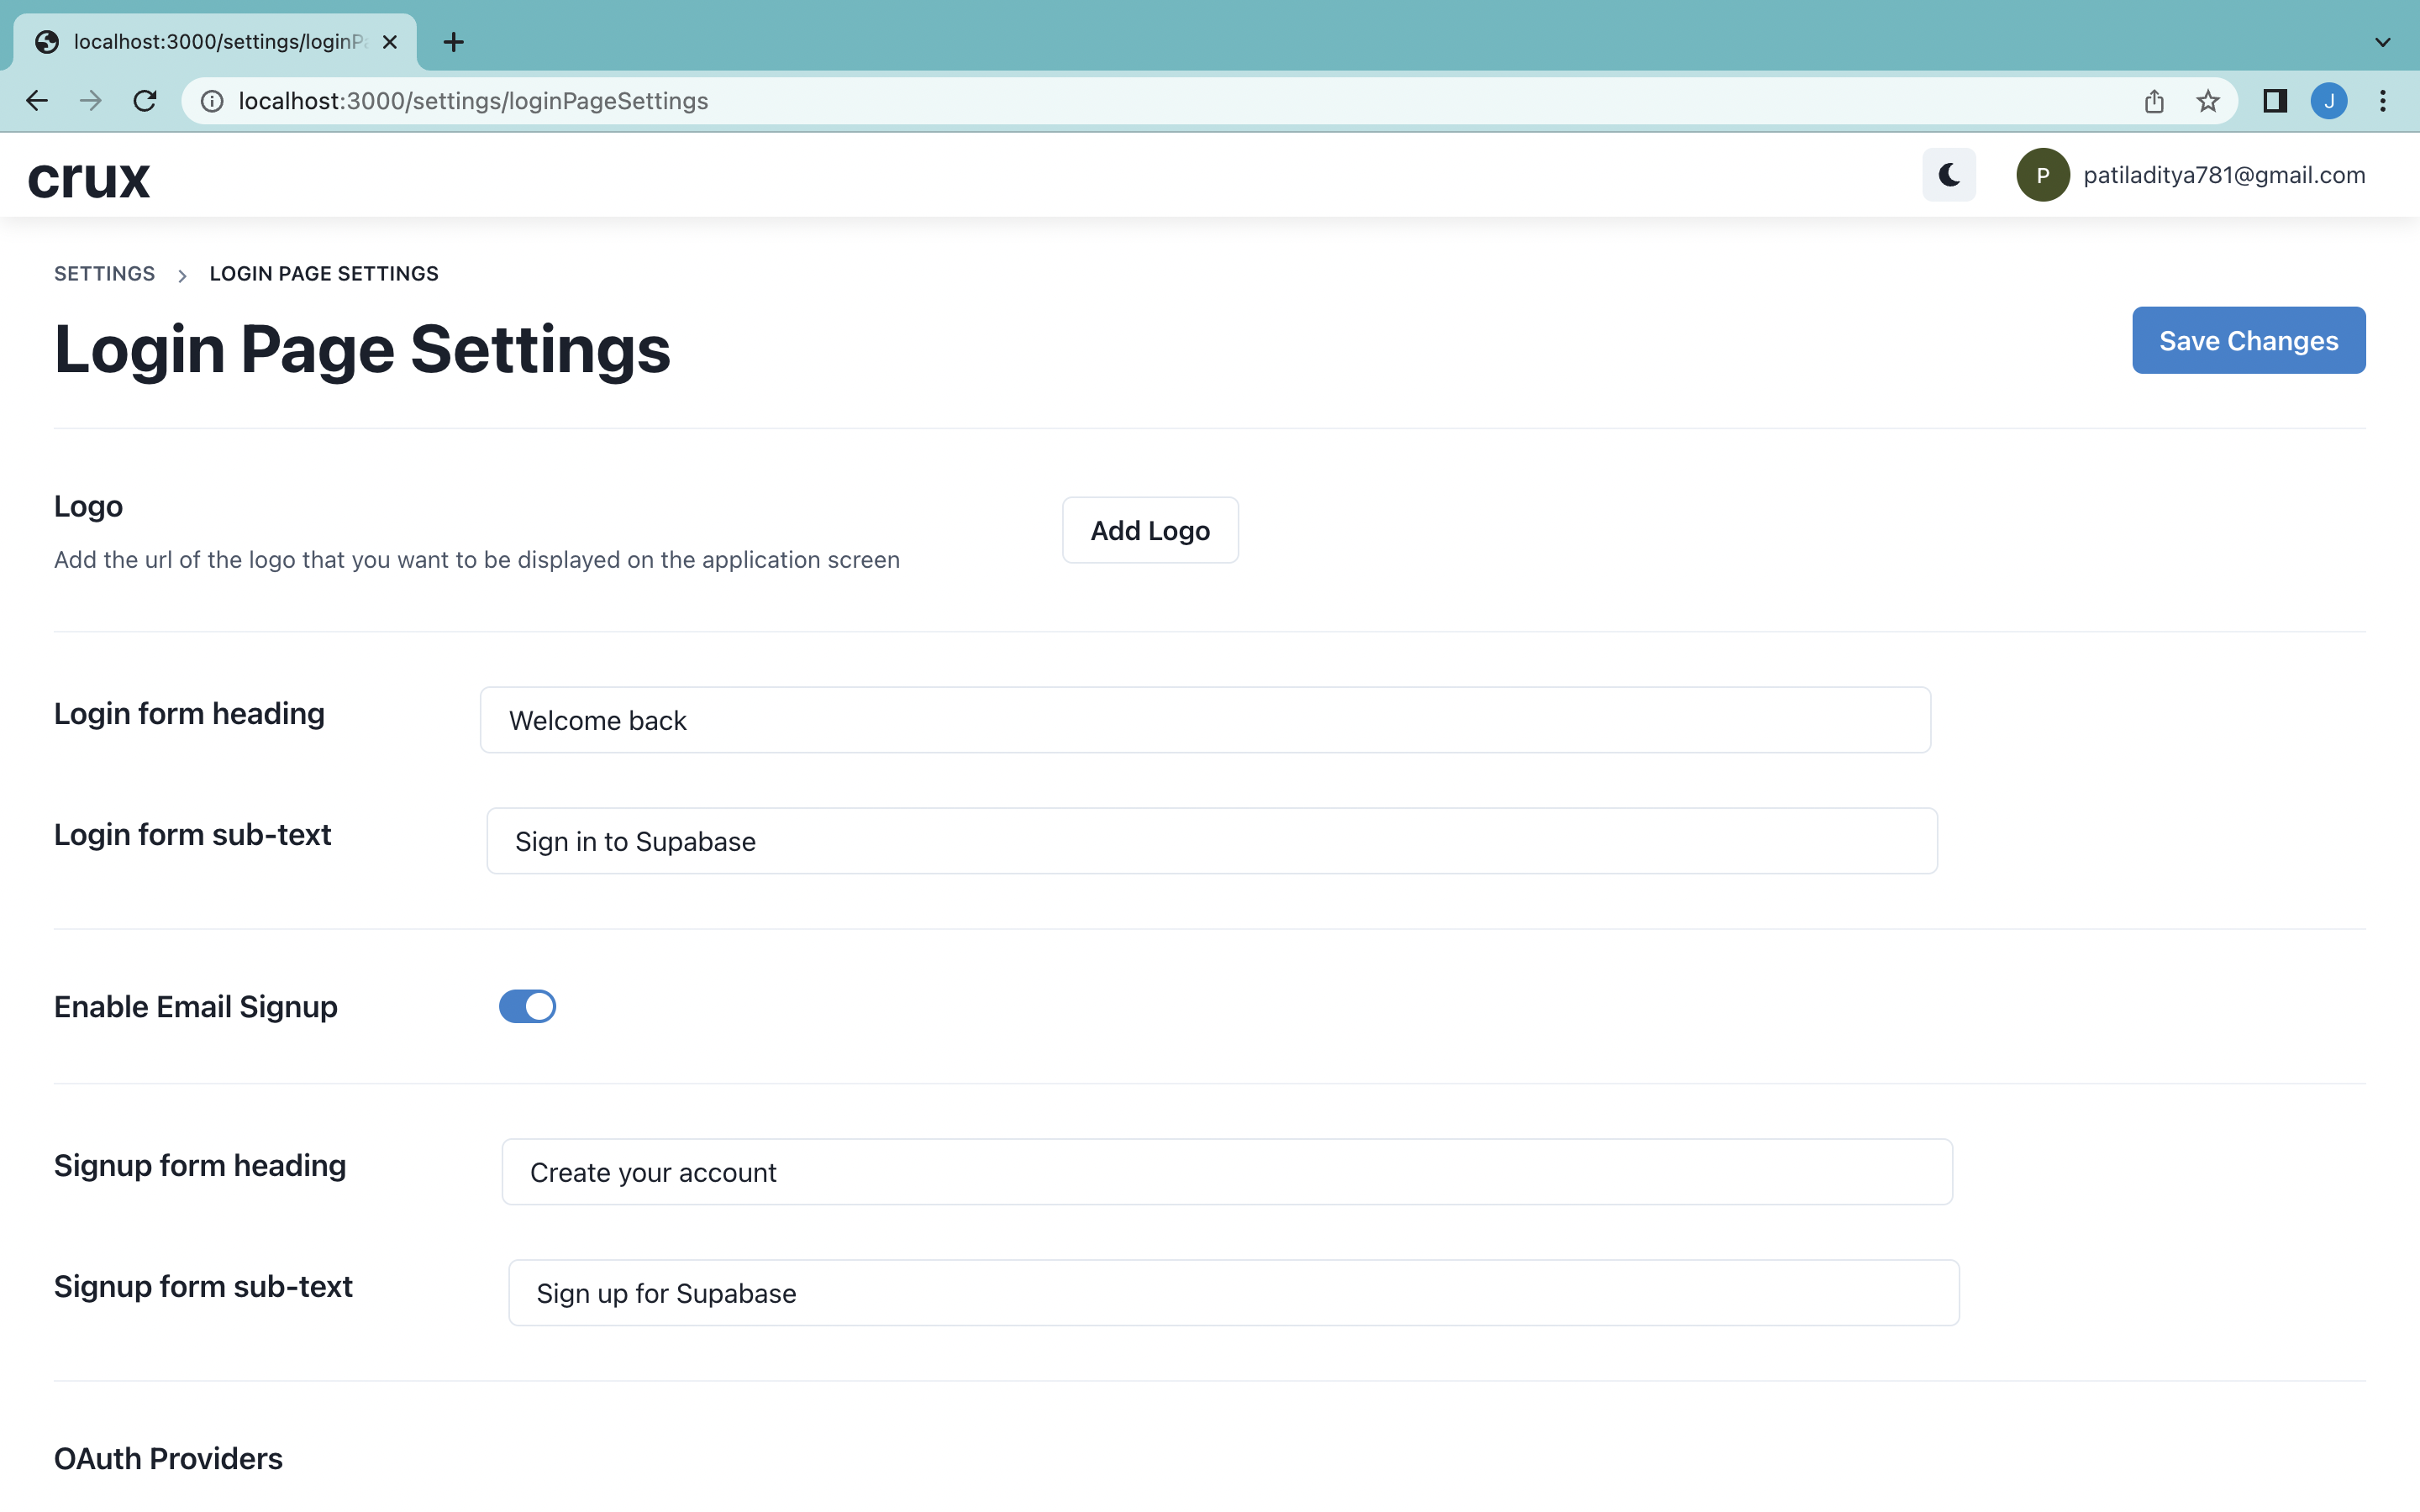 localhost:3000/settings/loginP
localhost:3000/settings/loginPageSettings
J
crux
P
patiladitya781@gmail.com
SETTINGS > LOGIN PAGE SETTINGS
Login Page Settings
Save Changes
Logo
Add the url of the logo that you want to be displayed on the application screen
Add Logo
Login form heading
Welcome back
Login form sub-text
Sign in to Supabase
Enable Email Signup
Signup form heading
Create your account
Signup form sub-text
Sign up for Supabase
OAuth Providers